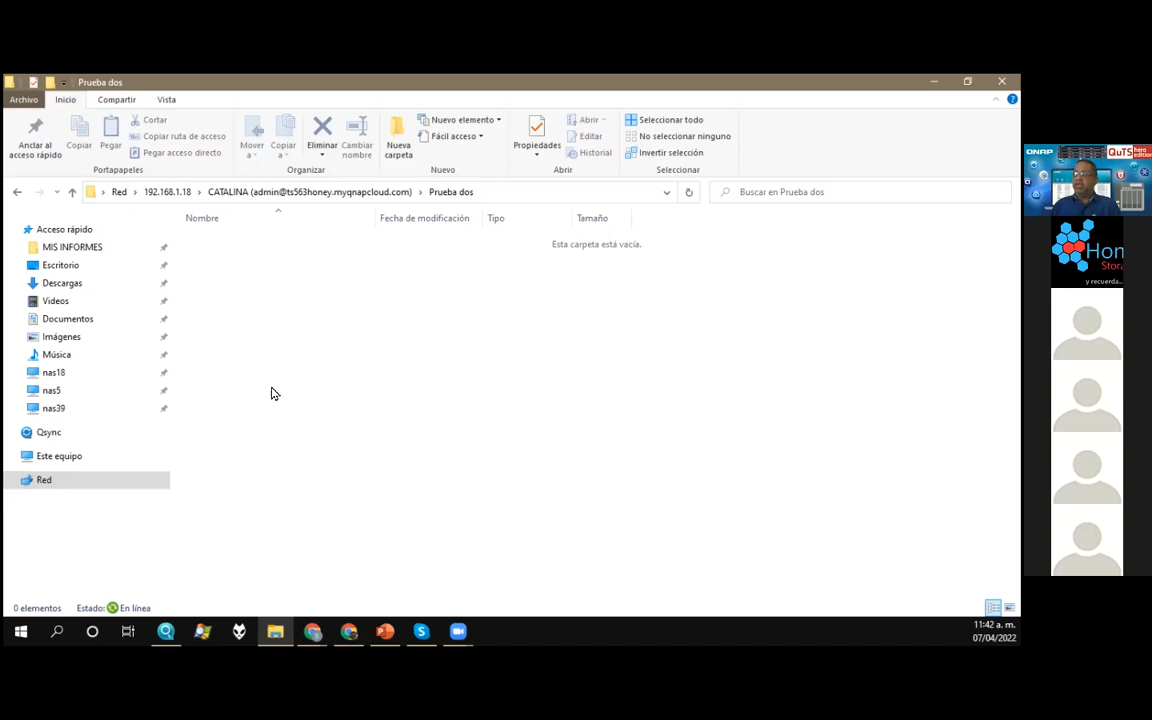 Prueba dos
Archivo
Inicio
Compartir
Vista
Anclar al
acceso rápido
Copiar
Pegar
Cortar
Copiar ruta de acceso
Pegar acceso directo
Portapapeles
Mover
a
Copiar
a
Eliminar
Cambiar
nombre
Organizar
Nueva
carpeta
Nuevo elemento
Fácil acceso
Nuevo
Propiedades
Abrir
Editar
Historial
Abrir
Seleccionar todo
No seleccionar ninguno
Invertir selección
Seleccionar
Red
192.168.1.18
CATALINA (admin@ts563honey.myqnapcloud.com)
Prueba dos
Buscar en Prueba dos
Nombre
Fecha de modificación
Tipo
Tamaño
Esta carpeta está vacía.
Acceso rápido
MIS INFORMES
Escritorio
Descargas
Videos
Documentos
Imágenes
Música
nas18
nas5
nas39
Qsync
Este equipo
Red
0 elementos
Estado:
En línea
11:42 a. m.
07/04/2022
QNAP
QuTS hero
edition
Hon
Stora
y recuerda...